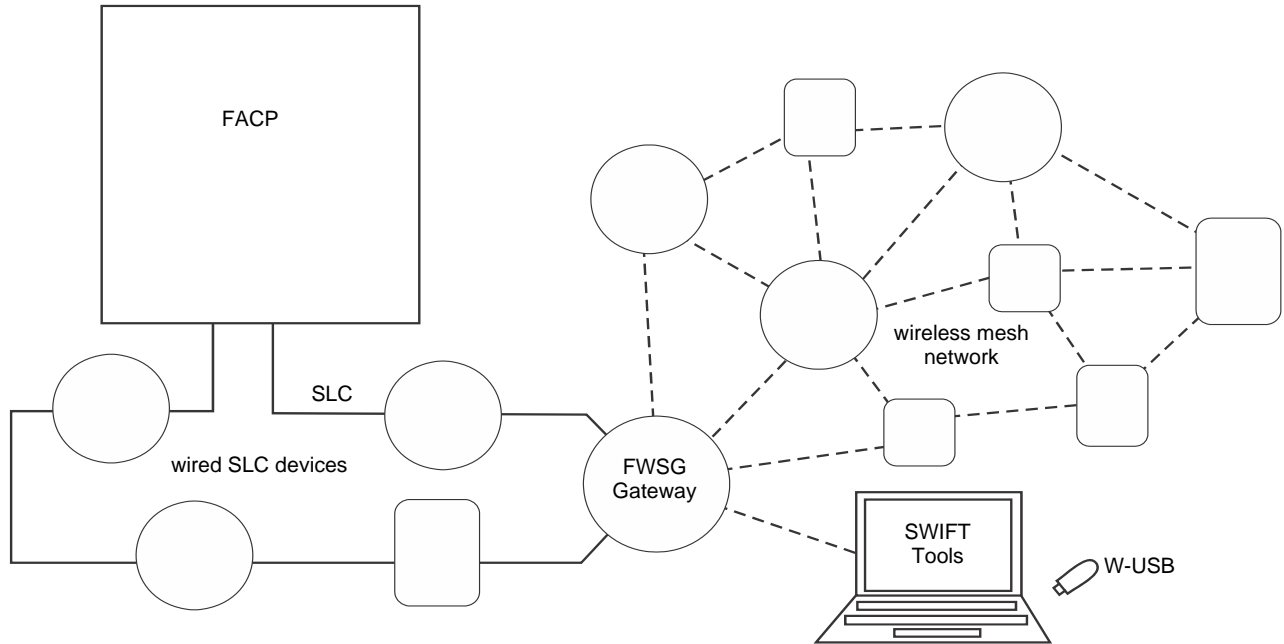 FACP
SLC
wired SLC devices
FWSG
Gateway
wireless mesh
network
SWIFT
Tools
W-USB